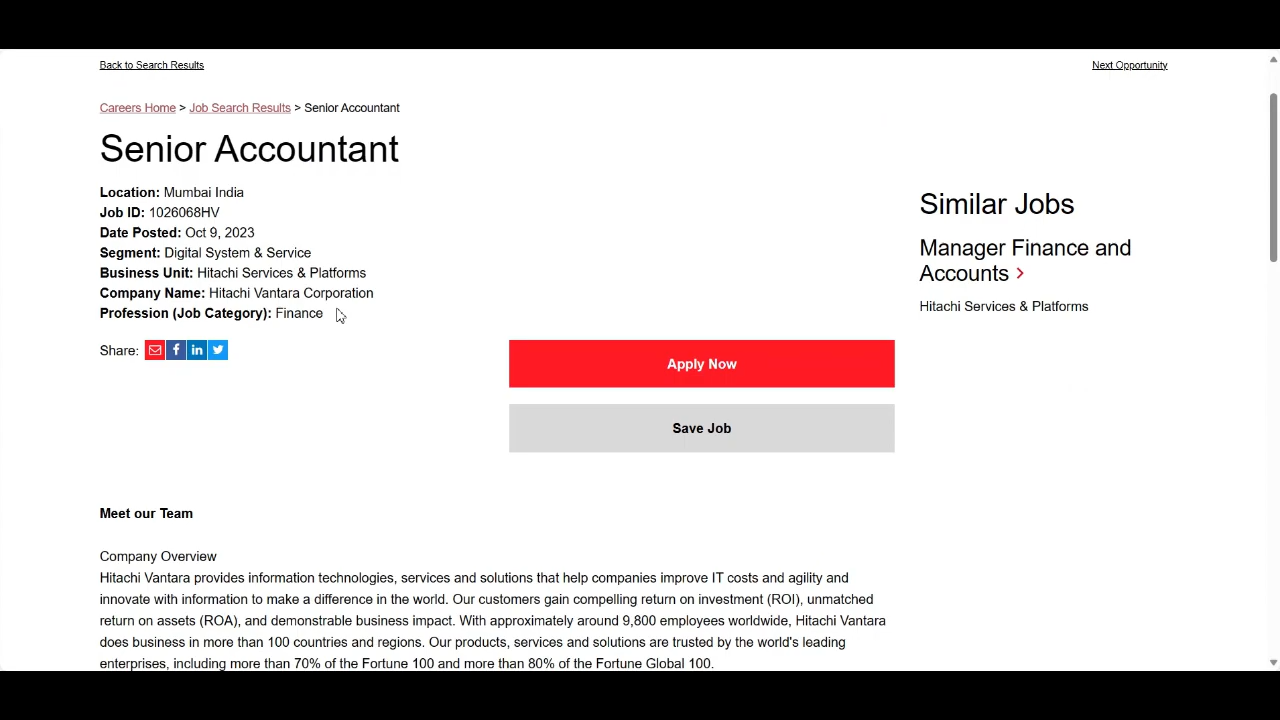 Back to Search Results
Next Opportunity
Careers Home > Job Search Results > Senior Accountant
Senior Accountant
Location: Mumbai India
Job ID: 1026068HV
Date Posted: Oct 9, 2023
Segment: Digital System & Service
Business Unit: Hitachi Services & Platforms
Company Name: Hitachi Vantara Corporation
Profession (Job Category): Finance
Share:
Apply Now
Save Job
Similar Jobs
Manager Finance and
Accounts >
Hitachi Services & Platforms
Meet our Team
Company Overview
Hitachi Vantara provides information technologies, services and solutions that help companies improve IT costs and agility and
innovate with information to make a difference in the world. Our customers gain compelling return on investment (ROI), unmatched
return on assets (ROA), and demonstrable business impact. With approximately around 9,800 employees worldwide, Hitachi Vantara
does business in more than 100 countries and regions. Our products, services and solutions are trusted by the world's leading
enterprises, including more than 70% of the Fortune 100 and more than 80% of the Fortune Global 100.